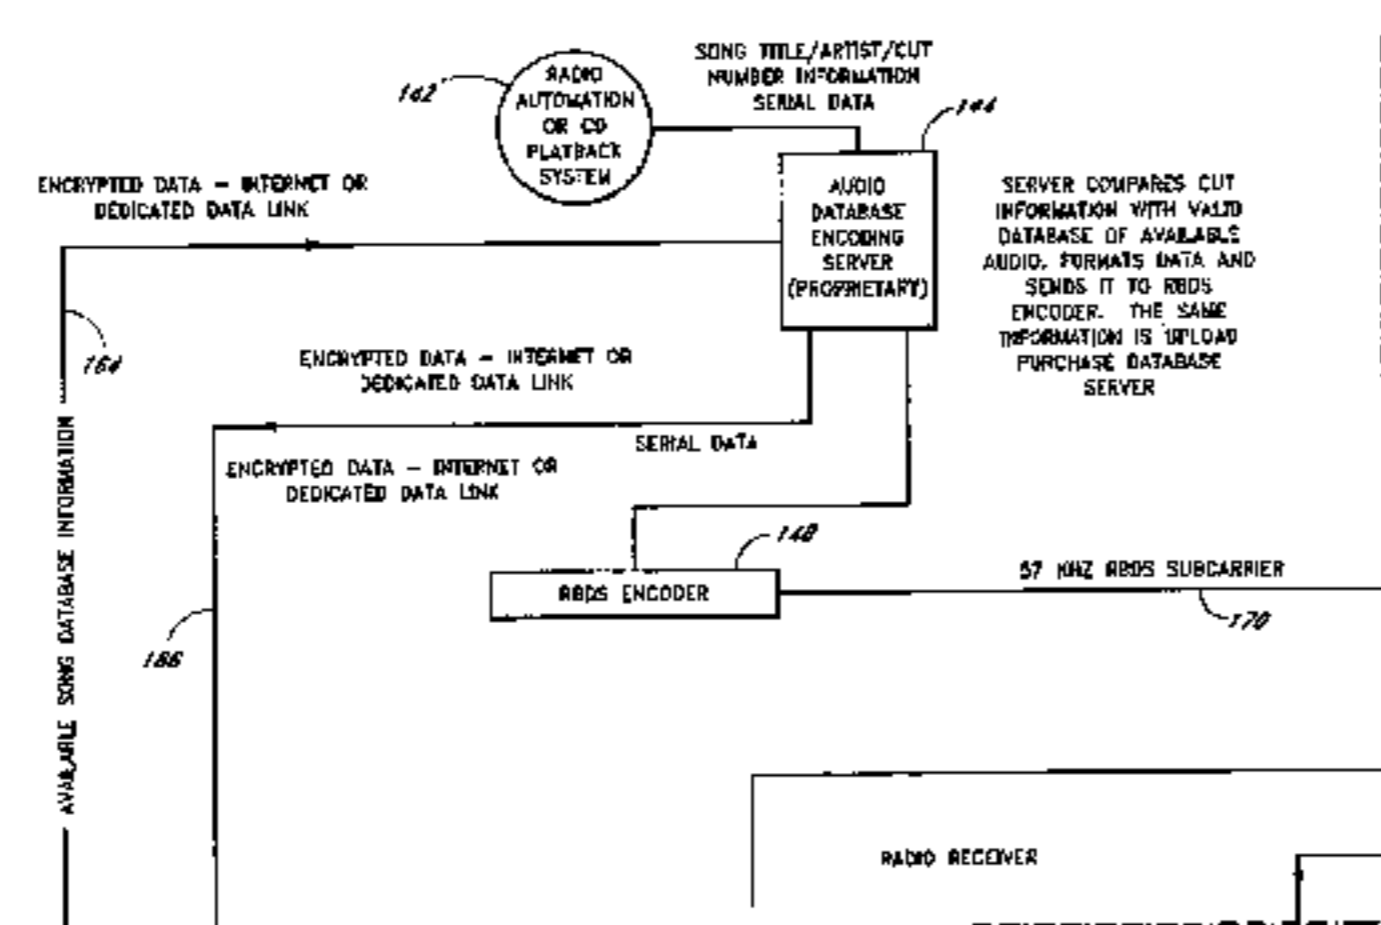 SONG TITLE/ARTIST/CUT
NUMBER INFORMATION
SERIAL DATA
142
RADIO
AUTOMATION
OR CD
PLAYBACK
SYSTEM
144
ENCRYPTED DATA – INTERNET OR
DEDICATED DATA LINK
AUDIO
DATABASE
ENCODING
SERVER
(PROPRIETARY)
SERVER COMPARES CUT
INFORMATION WITH VALID
DATABASE OF AVAILABLE
AUDIO, FORMATS DATA AND
SENDS IT TO RBDS
ENCODER. THE SAME
INFORMATION IS UPLOAD
PURCHASE DATABASE
SERVER
164
ENCRYPTED DATA – INTERNET OR
DEDICATED DATA LINK
SERIAL DATA
ENCRYPTED DATA – INTERNET OR
DEDICATED DATA LINK
AVAILABLE SONG DATABASE INFORMATION
148
RBDS ENCODER
57 KHZ RBDS SUBCARRIER
170
166
RADIO RECEIVER